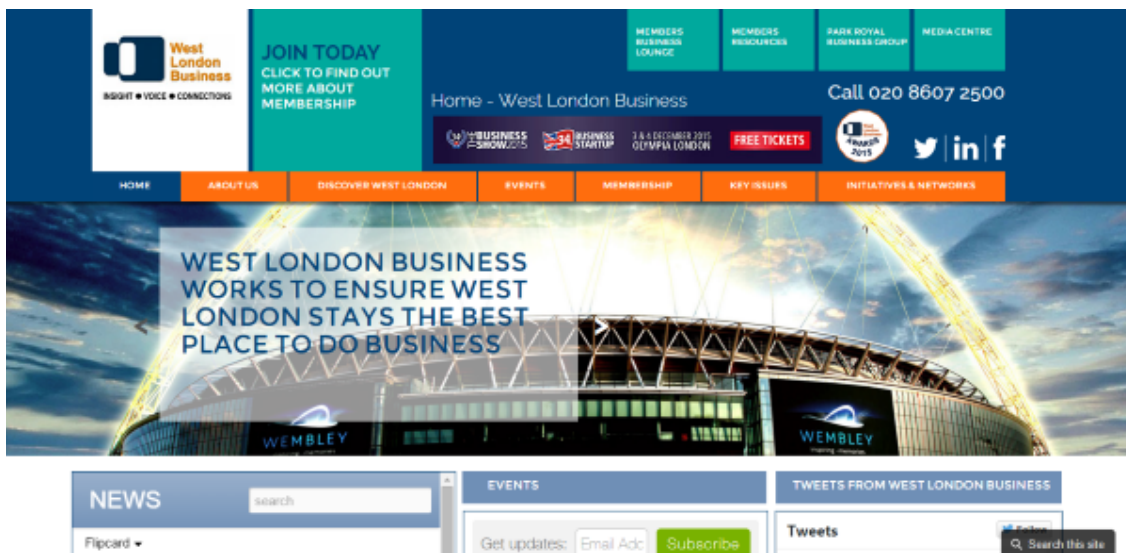 West
London
Business
INSIGHT • VOICE • CONNECTIONS
JOIN TODAY
CLICK TO FIND OUT
MORE ABOUT
MEMBERSHIP
MEMBERS
BUSINESS
LOUNGE
MEMBERS
RESOURCES
PARK ROYAL
BUSINESS GROUP
MEDIA CENTRE
Home - West London Business
Call 020 8607 2500
BUSINESS
SHOW2015
BUSINESS
STARTUP
3 & 4 DECEMBER 2015
OLYMPIA LONDON
FREE TICKETS
West
London
AWARDS
2015
HOME
ABOUT US
DISCOVER WEST LONDON
EVENTS
MEMBERSHIP
KEY ISSUES
INITIATIVES & NETWORKS
WEST LONDON BUSINESS
WORKS TO ENSURE WEST
LONDON STAYS THE BEST
PLACE TO DO BUSINESS
WEMBLEY
WEMBLEY
NEWS
search
Flipcard
EVENTS
Get updates:
Email Adc
Subscribe
TWEETS FROM WEST LONDON BUSINESS
Tweets
Follow
Search this site